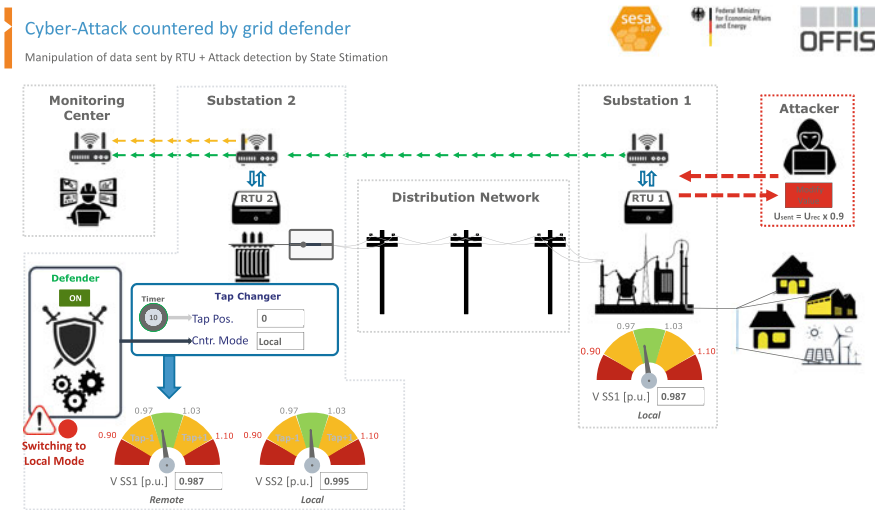 Cyber-Attack countered by grid defender
Manipulation of data sent by RTU + Attack detection by State Stimation
sesa
Lab
Federal Ministry
for Economic Affairs
and Energy
OFFIS
Monitoring
Center
Substation 2
Substation 1
Attacker
RTU 2
RTU 1
Distribution Network
Usent = Urec x 0.9
Defender
ON
Tap Changer
Timer
10
Tap Pos.
0
Cntr. Mode
Local
0.97
1.03
0.90
1.10
V SS1 [p.u.]
0.987
Local
Switching to
Local Mode
0.97
1.03
0.90
1.10
V SS1 [p.u.]
0.987
Remote
0.97
1.03
0.90
1.10
V SS2 [p.u.]
0.995
Local